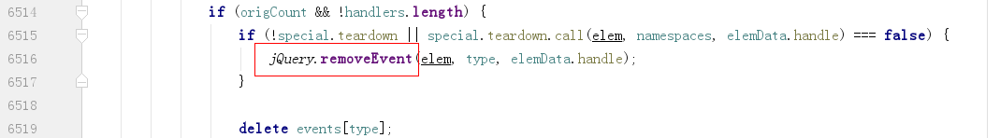 6514 if (origCount && !handlers.length) {
6515 if (!special.teardown || special.teardown.call(elem, namespaces, elemData.handle) === false) {
6516 jQuery.removeEvent(elem, type, elemData.handle);
6517 }
6518
6519 delete events[type];